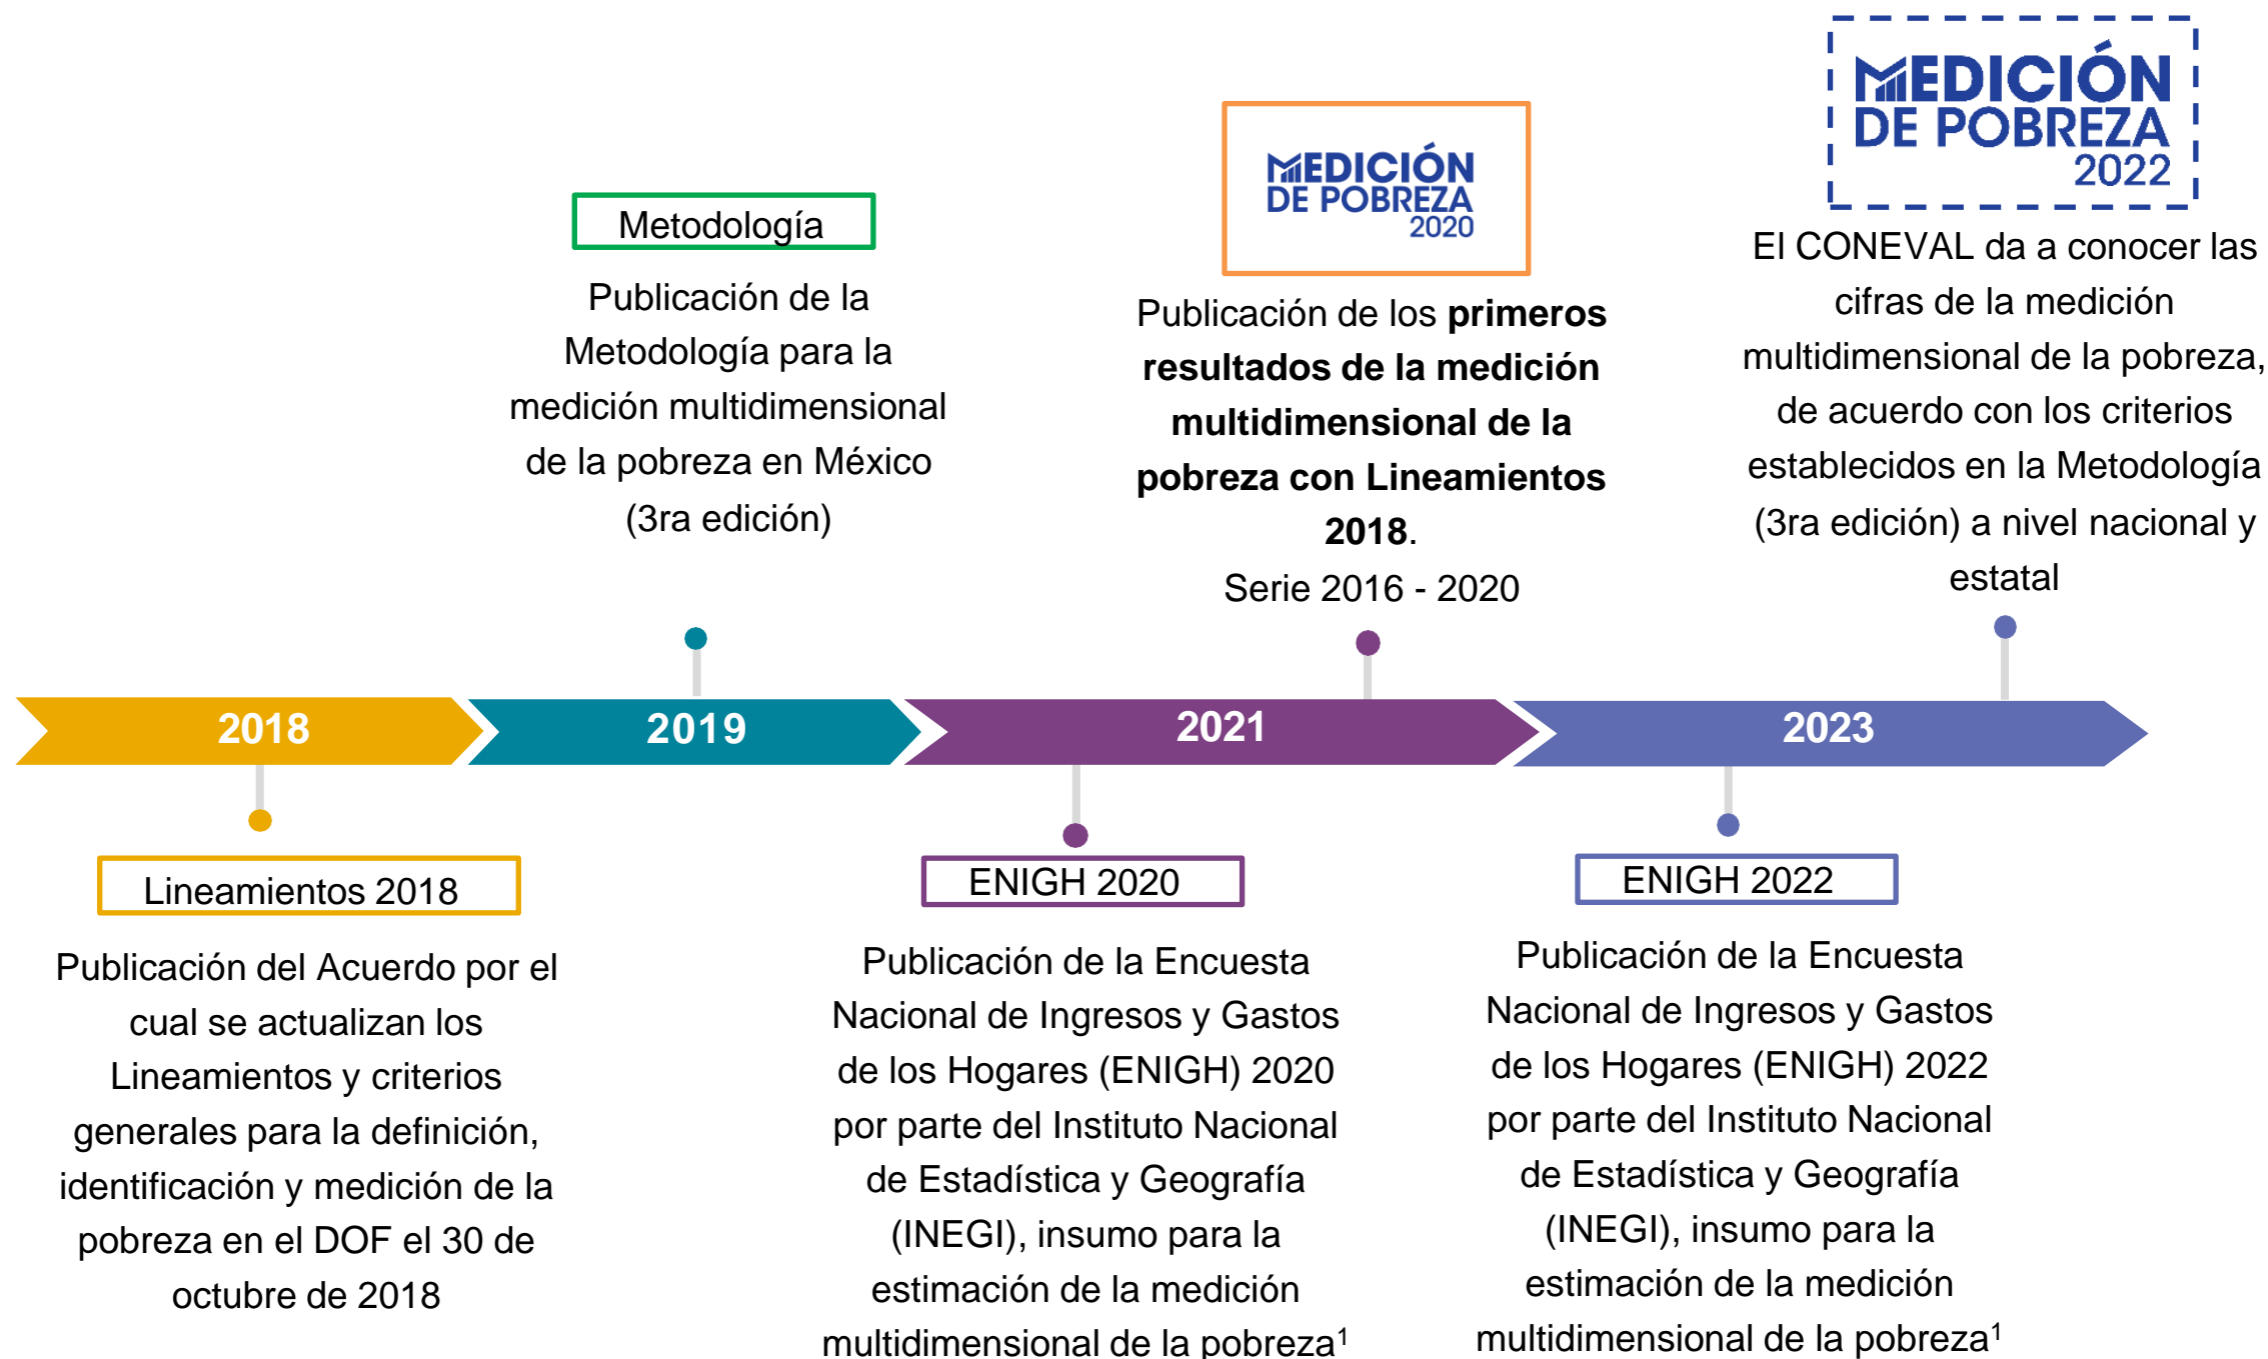 MEDICIÓN
DE POBREZA
2022
El CONEVAL da a conocer las
cifras de la medición
multidimensional de la pobreza,
de acuerdo con los criterios
establecidos en la Metodología
(3ra edición) a nivel nacional y
estatal
MEDICIÓN
DE POBREZA
2020
Publicación de los primeros
resultados de la medición
multidimensional de la
pobreza con Lineamientos
2018.
Serie 2016 - 2020
Metodología
Publicación de la
Metodología para la
medición multidimensional
de la pobreza en México
(3ra edición)
2018
2019
2021
2023
Lineamientos 2018
Publicación del Acuerdo por el
cual se actualizan los
Lineamientos y criterios
generales para la definición,
identificación y medición de la
pobreza en el DOF el 30 de
octubre de 2018
ENIGH 2020
Publicación de la Encuesta
Nacional de Ingresos y Gastos
de los Hogares (ENIGH) 2020
por parte del Instituto Nacional
de Estadística y Geografía
(INEGI), insumo para la
estimación de la medición
multidimensional de la pobreza¹
ENIGH 2022
Publicación de la Encuesta
Nacional de Ingresos y Gastos
de los Hogares (ENIGH) 2022
por parte del Instituto Nacional
de Estadística y Geografía
(INEGI), insumo para la
estimación de la medición
multidimensional de la pobreza¹